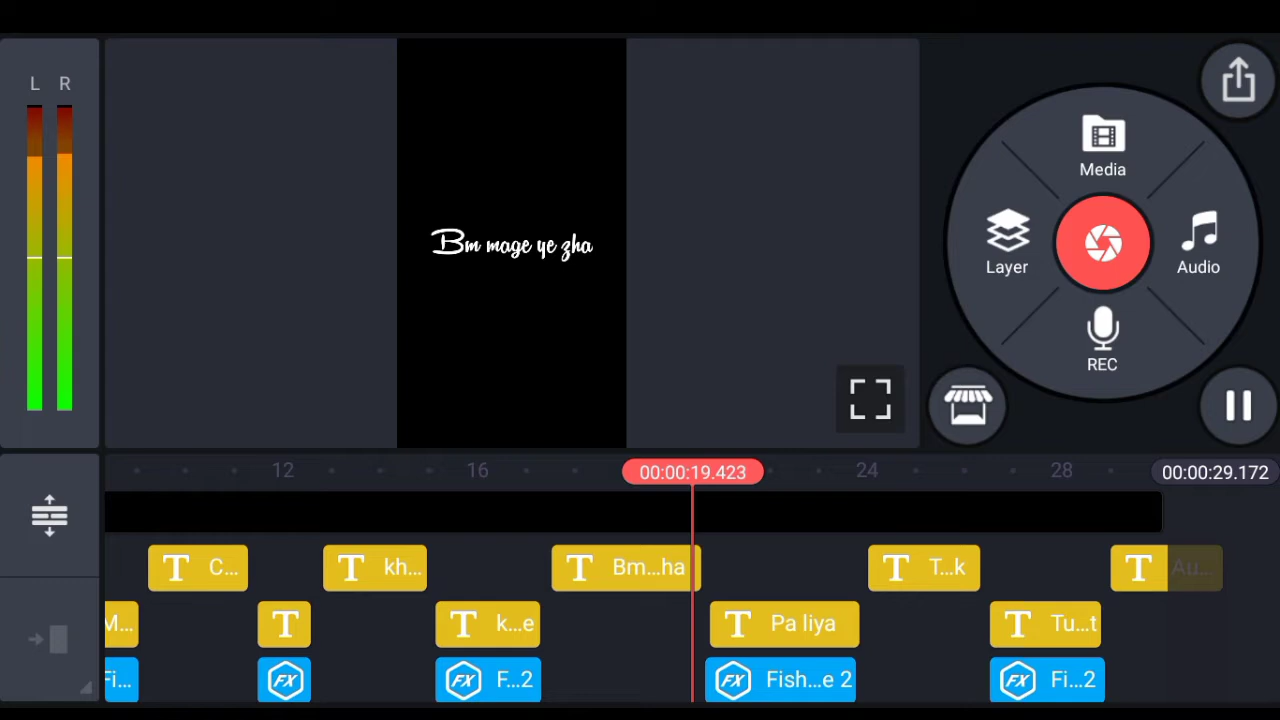 L R
Media
Layer
Audio
REC
Bm mage ye zha
12 16 00:00:19.423 24 28 00:00:29.172
T C... T kh... T Bm...ha T T...k T Au...
M... T T k...e T Pa liya T Tu...t
Fi... FX FX F...2 FX Fish...e 2 FX Fi...2